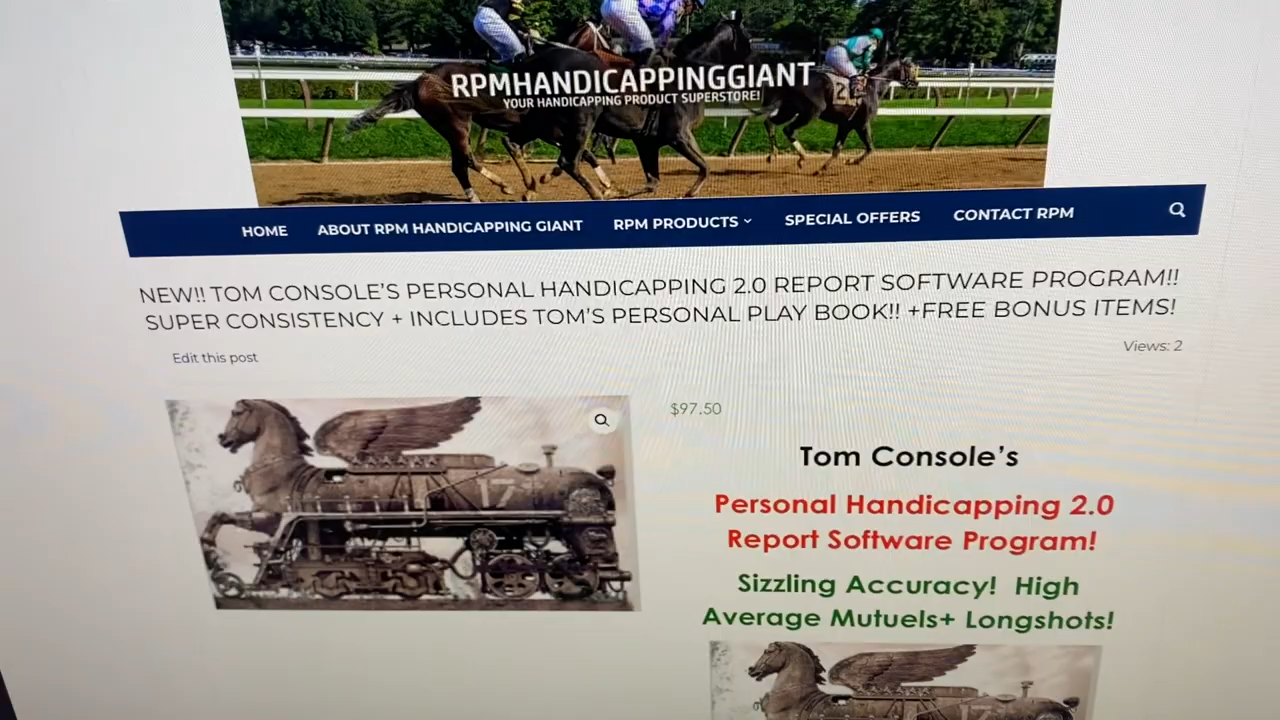 RPMHANDICAPPINGGIANT
YOUR HANDICAPPING PRODUCT SUPERSTORE!
2
HOME ABOUT RPM HANDICAPPING GIANT RPM PRODUCTS SPECIAL OFFERS CONTACT RPM
NEW!! TOM CONSOLE’S PERSONAL HANDICAPPING 2.0 REPORT SOFTWARE PROGRAM!!
SUPER CONSISTENCY + INCLUDES TOM’S PERSONAL PLAY BOOK!! +FREE BONUS ITEMS!
Edit this post
Views: 2
$97.50
17
Tom Console’s
Personal Handicapping 2.0
Report Software Program!
Sizzling Accuracy! High
Average Mutuels+ Longshots!
17